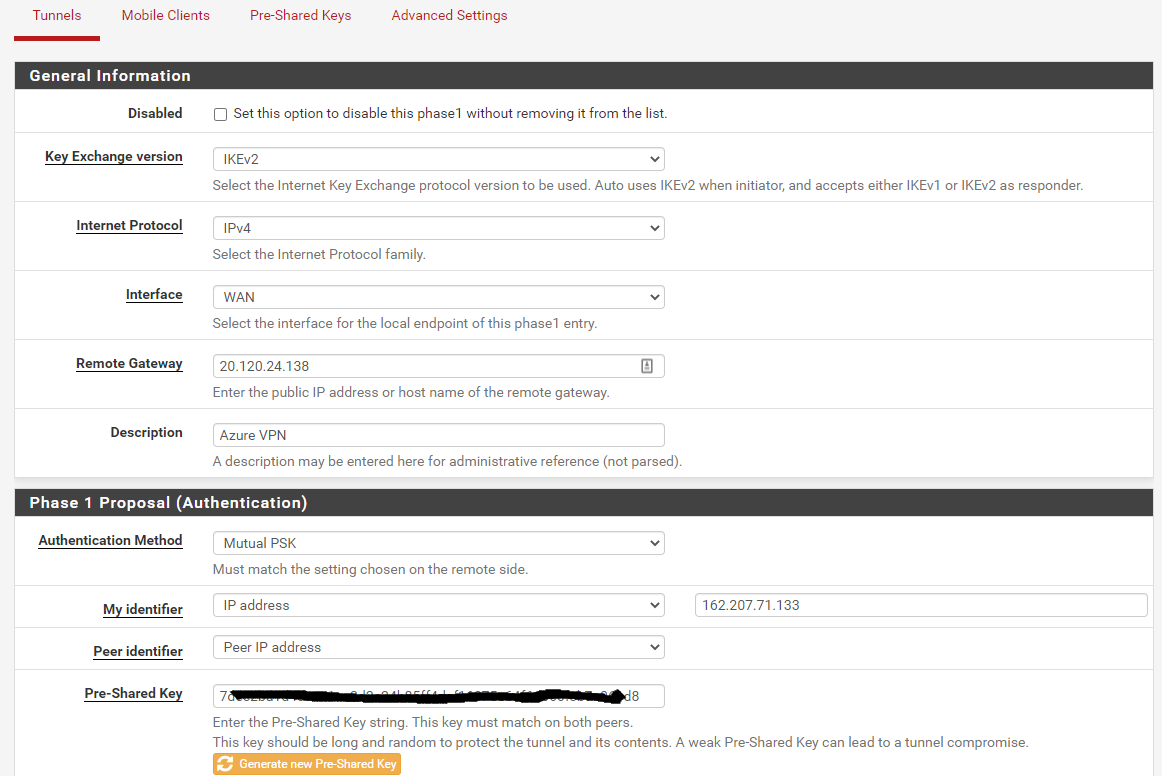 Tunnels Mobile Clients Pre-Shared Keys Advanced Settings
General Information
Disabled Set this option to disable this phase1 without removing it from the list.
Key Exchange version IKEv2
Select the Internet Key Exchange protocol version to be used. Auto uses IKEv2 when initiator, and accepts either IKEv1 or IKEv2 as responder.
Internet Protocol IPv4
Select the Internet Protocol family.
Interface WAN
Select the interface for the local endpoint of this phase1 entry.
Remote Gateway 20.120.24.138
Enter the public IP address or host name of the remote gateway.
Description Azure VPN
A description may be entered here for administrative reference (not parsed).
Phase 1 Proposal (Authentication)
Authentication Method Mutual PSK
Must match the setting chosen on the remote side.
My identifier IP address 162.207.71.133
Peer identifier Peer IP address
Pre-Shared Key
Enter the Pre-Shared Key string. This key must match on both peers.
This key should be long and random to protect the tunnel and its contents. A weak Pre-Shared Key can lead to a tunnel compromise.
Generate new Pre-Shared Key